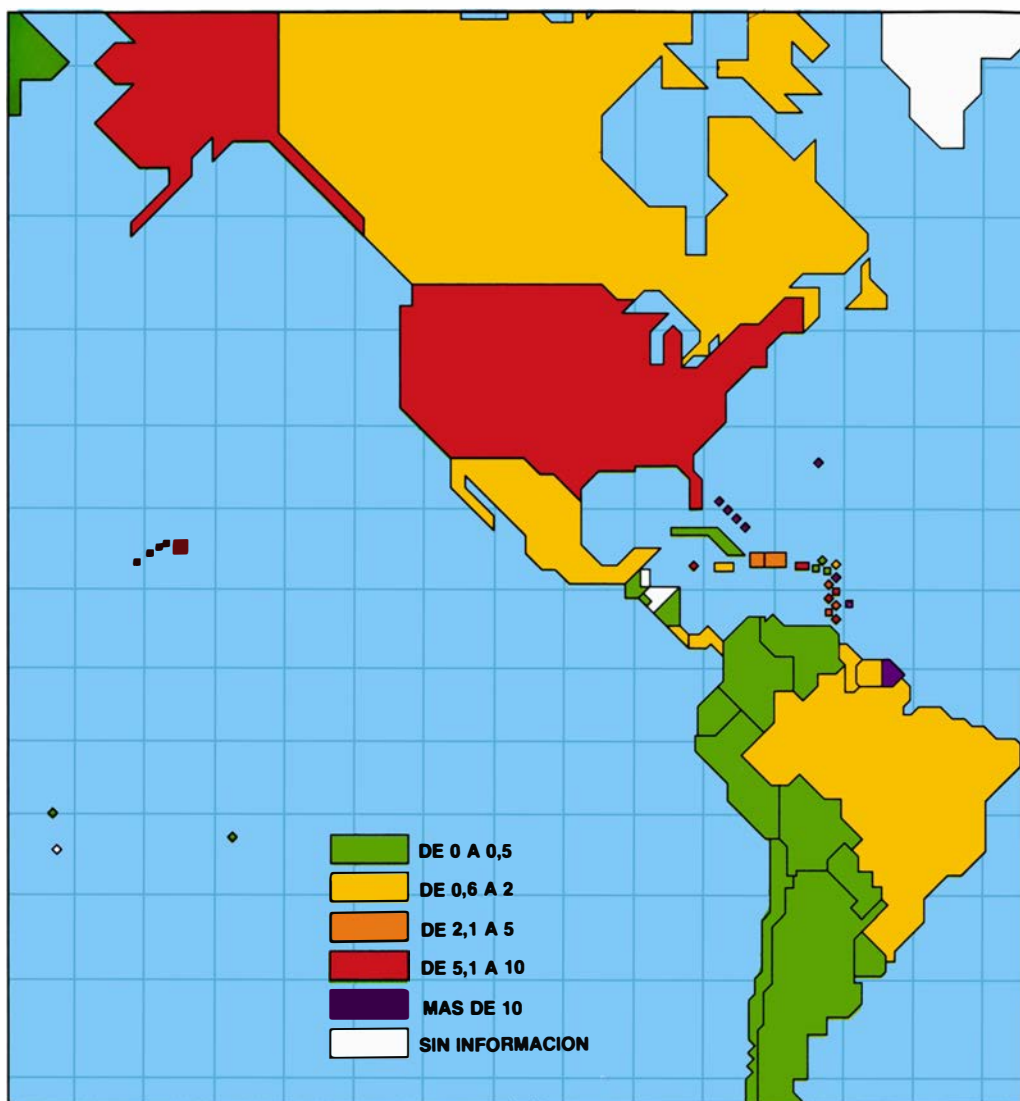 DE 0 A 0,5
DE 0,6 A 2
DE 2,1 A 5
DE 5,1 A 10
MAS DE 10
SIN INFORMACION